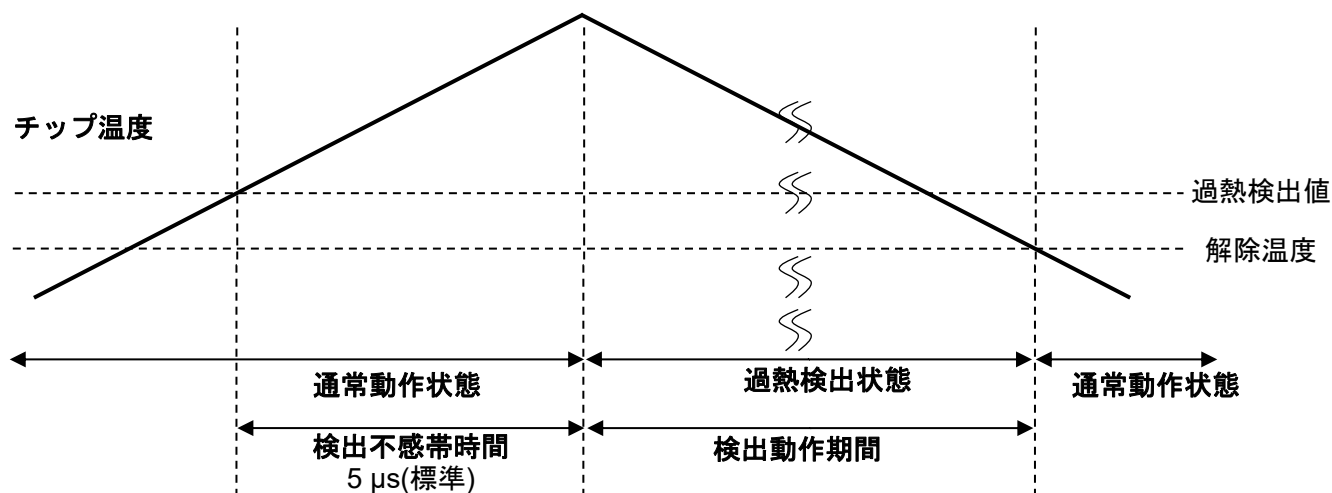 チップ温度
過熱検出値
解除温度
通常動作状態
過熱検出状態
通常動作状態
検出不感帯時間
5 μs(標準)
検出動作期間